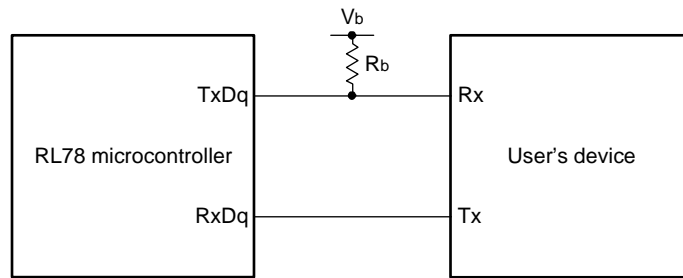 Vb
Rb
TxDq Rx
RL78 microcontroller User's device
RxDq Tx